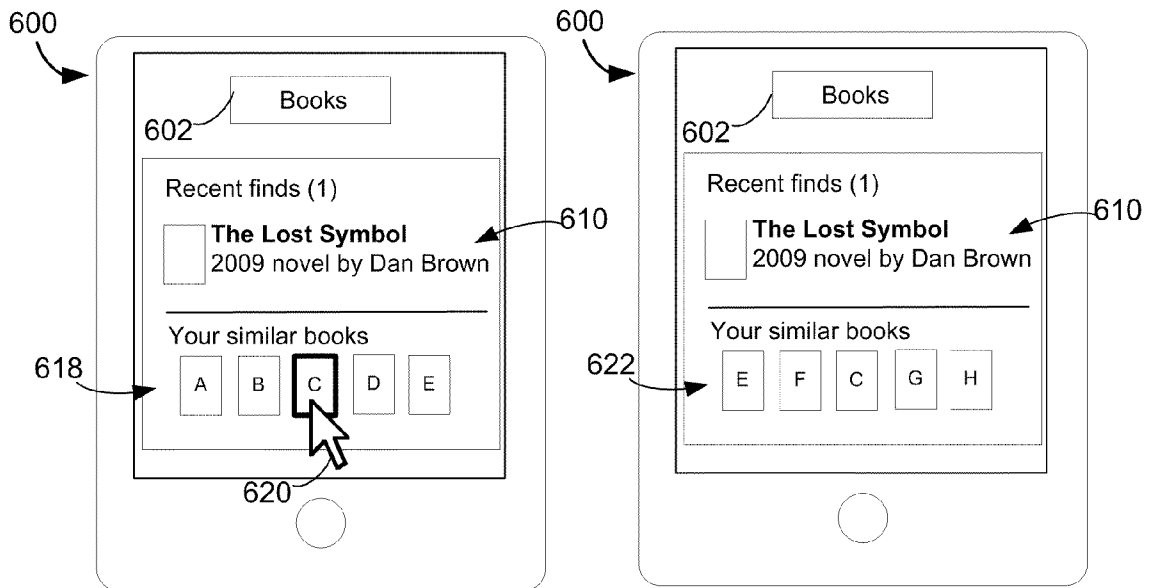 600
Books
602
Recent finds (1)
The Lost Symbol
610
2009 novel by Dan Brown
Your similar books
618
A B C D E
620
600
Books
602
Recent finds (1)
The Lost Symbol
610
2009 novel by Dan Brown
Your similar books
622
E F C G H